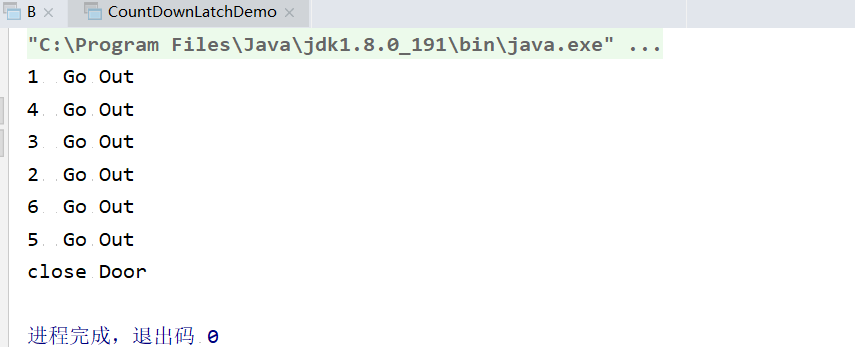 B × CountDownLatchDemo ×
"C:\Program Files\Java\jdk1.8.0_191\bin\java.exe" ...
1  Go Out
4  Go Out
3  Go Out
2  Go Out
6  Go Out
5  Go Out
close Door
进程完成，退出码 0